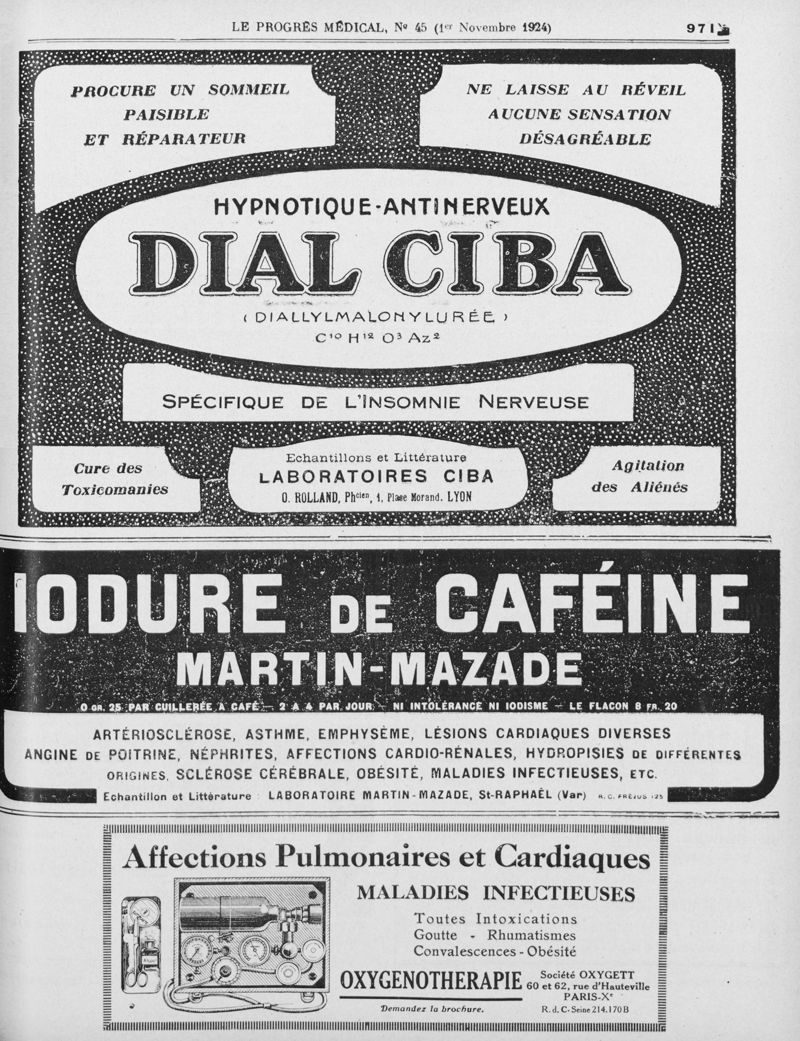 LE PROGRÈS MÉDICAL, Nº 45 (1er Novembre 1924)
971
PROCURE UN SOMMEIL
PAISIBLE
ET RÉPARATEUR
NE LAISSE AU RÉVEIL
AUCUNE SENSATION
DÉSAGRÉABLE
HYPNOTIQUE-ANTINERVEUX
DIAL CIBA
(DIALLYLMALONYLURÉE)
C¹⁰ H¹² O³ Az²
SPÉCIFIQUE DE L'INSOMNIE NERVEUSE
Cure des
Toxicomanies
Echantillons et Littérature
LABORATOIRES CIBA
O. ROLLAND, Phcien, 1, Place Morand. LYON
Agitation
des Aliénés
IODURE DE CAFÉINE
MARTIN-MAZADE
0 GR. 25 PAR CUILLERÉE A CAFÉ — 2 A 4 PAR JOUR — NI INTOLÉRANCE NI IODISME — LE FLACON 8 FR. 20
ARTÉRIOSCLÉROSE, ASTHME, EMPHYSÈME, LÉSIONS CARDIAQUES DIVERSES
ANGINE DE POITRINE, NÉPHRITES, AFFECTIONS CARDIO-RÉNALES, HYDROPISIES DE DIFFÉRENTES
ORIGINES, SCLÉROSE CÉRÉBRALE, OBÉSITÉ, MALADIES INFECTIEUSES, ETC.
Echantillon et Littérature LABORATOIRE MARTIN-MAZADE, St-RAPHAËL (Var) R. C. FRÉJUS 125
Affections Pulmonaires et Cardiaques
MALADIES INFECTIEUSES
Toutes Intoxications
Goutte - Rhumatismes
Convalescences - Obésité
OXYGENOTHERAPIE
Demandez la brochure.
Société OXYGETT
60 et 62, rue d'Hauteville
PARIS-Xe
R. d. C. Seine 214.170 B